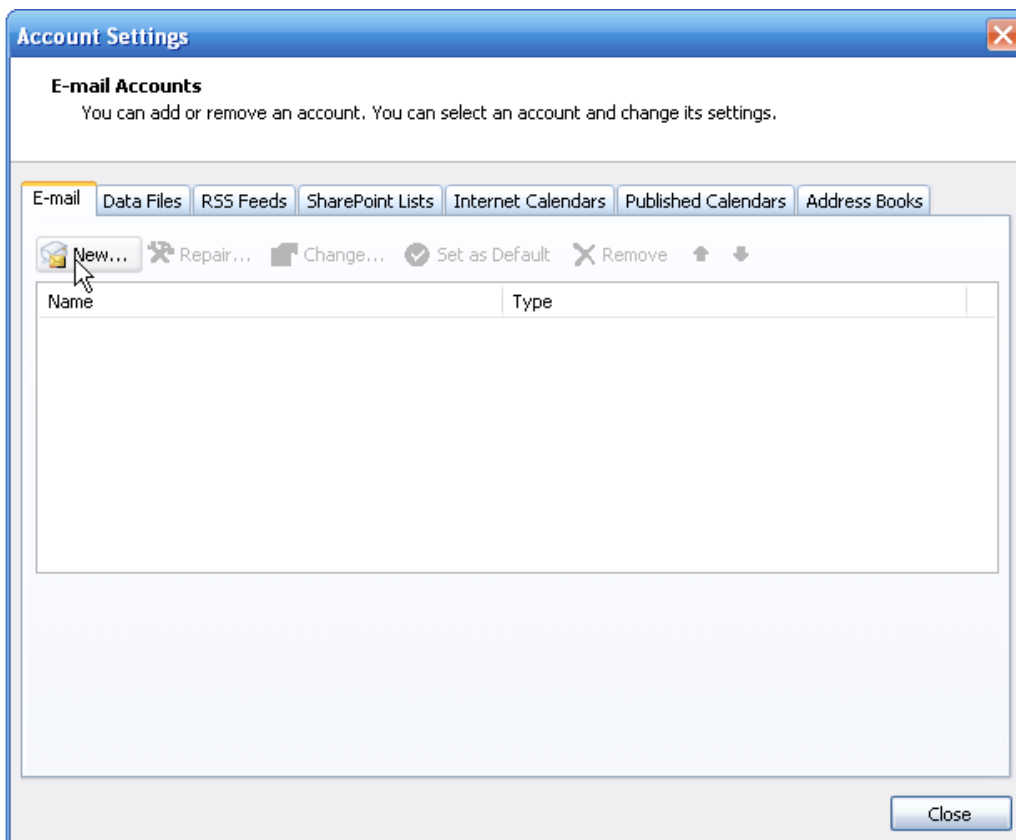 Account Settings
E-mail Accounts
You can add or remove an account. You can select an account and change its settings.
E-mail Data Files RSS Feeds SharePoint Lists Internet Calendars Published Calendars Address Books
New... Repair... Change... Set as Default Remove
Name Type
Close